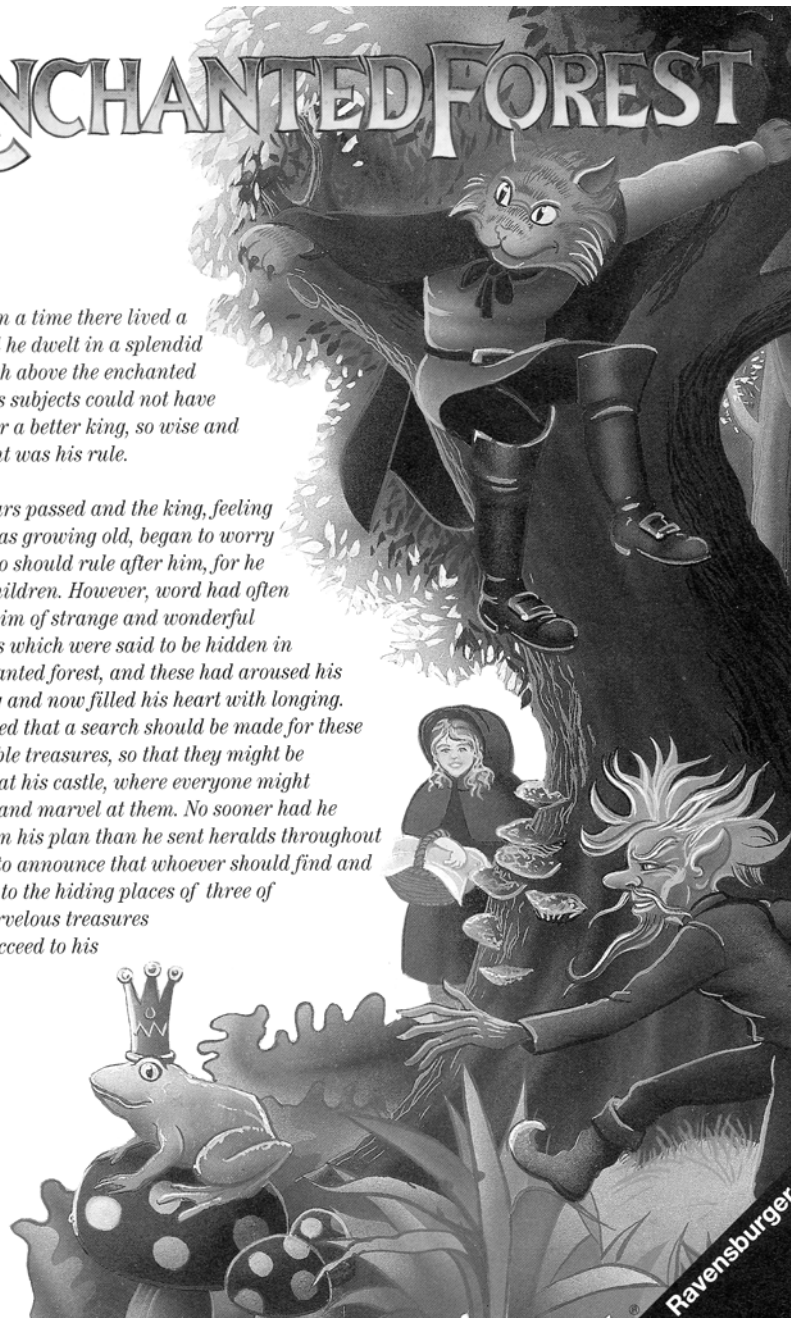 NCHANTED FOREST
n a time there lived a
he dwelt in a splendid
h above the enchanted
s subjects could not have
r a better king, so wise and
nt was his rule.
rs passed and the king, feeling
as growing old, began to worry
o should rule after him, for he
hildren. However, word had often
im of strange and wonderful
s which were said to be hidden in
anted forest, and these had aroused his
y and now filled his heart with longing.
ed that a search should be made for these
ble treasures, so that they might be
at his castle, where everyone might
and marvel at them. No sooner had he
n his plan than he sent heralds throughout
to announce that whoever should find and
to the hiding places of three of
rvelous treasures
cceed to his
Ravensburger
®